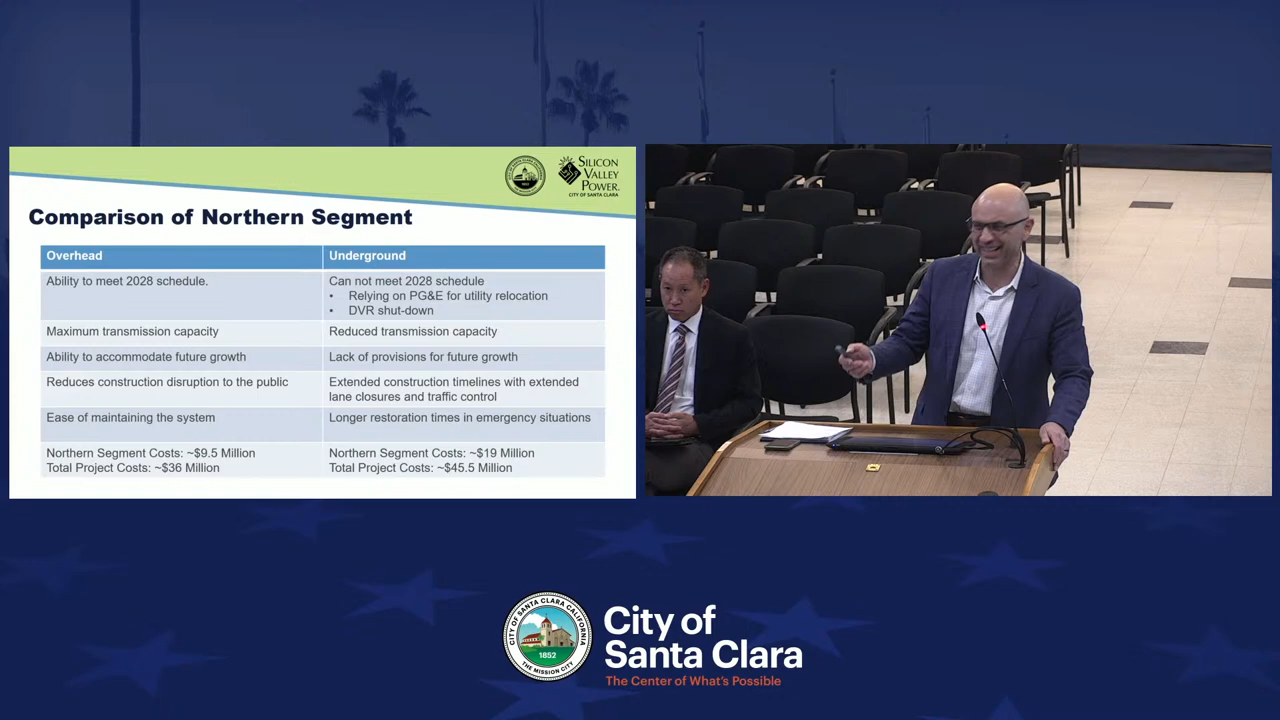 SILICON
VALLEY
POWER.
CITY OF SANTA CLARA
Comparison of Northern Segment
Overhead
Underground
Ability to meet 2028 schedule.
Can not meet 2028 schedule
• Relying on PG&E for utility relocation
• DVR shut-down
Maximum transmission capacity
Reduced transmission capacity
Ability to accommodate future growth
Lack of provisions for future growth
Reduces construction disruption to the public
Extended construction timelines with extended
lane closures and traffic control
Ease of maintaining the system
Longer restoration times in emergency situations
Northern Segment Costs: ~$9.5 Million
Total Project Costs: ~$36 Million
Northern Segment Costs: ~$19 Million
Total Project Costs: ~$45.5 Million
CITY OF SANTA CLARA CALIFORNIA
1852
THE MISSION CITY
City of
Santa Clara
The Center of What's Possible